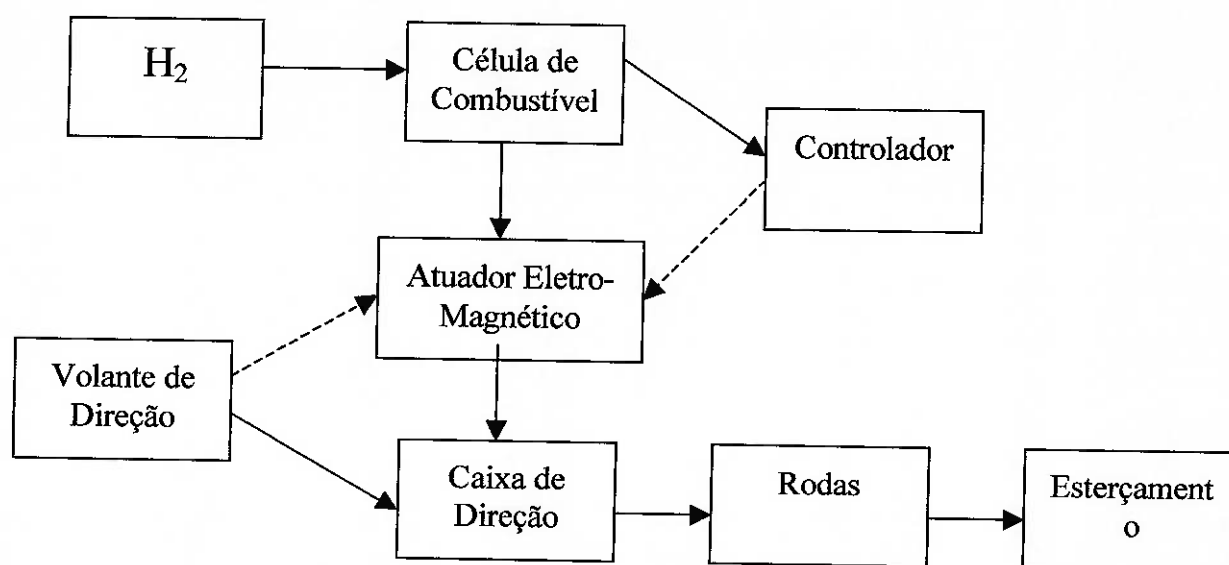 H₂
Célula de
Combustível
Controlador
Atuador Eletro-
Magnético
Volante de
Direção
Caixa de
Direção
Rodas
Esterçament
o